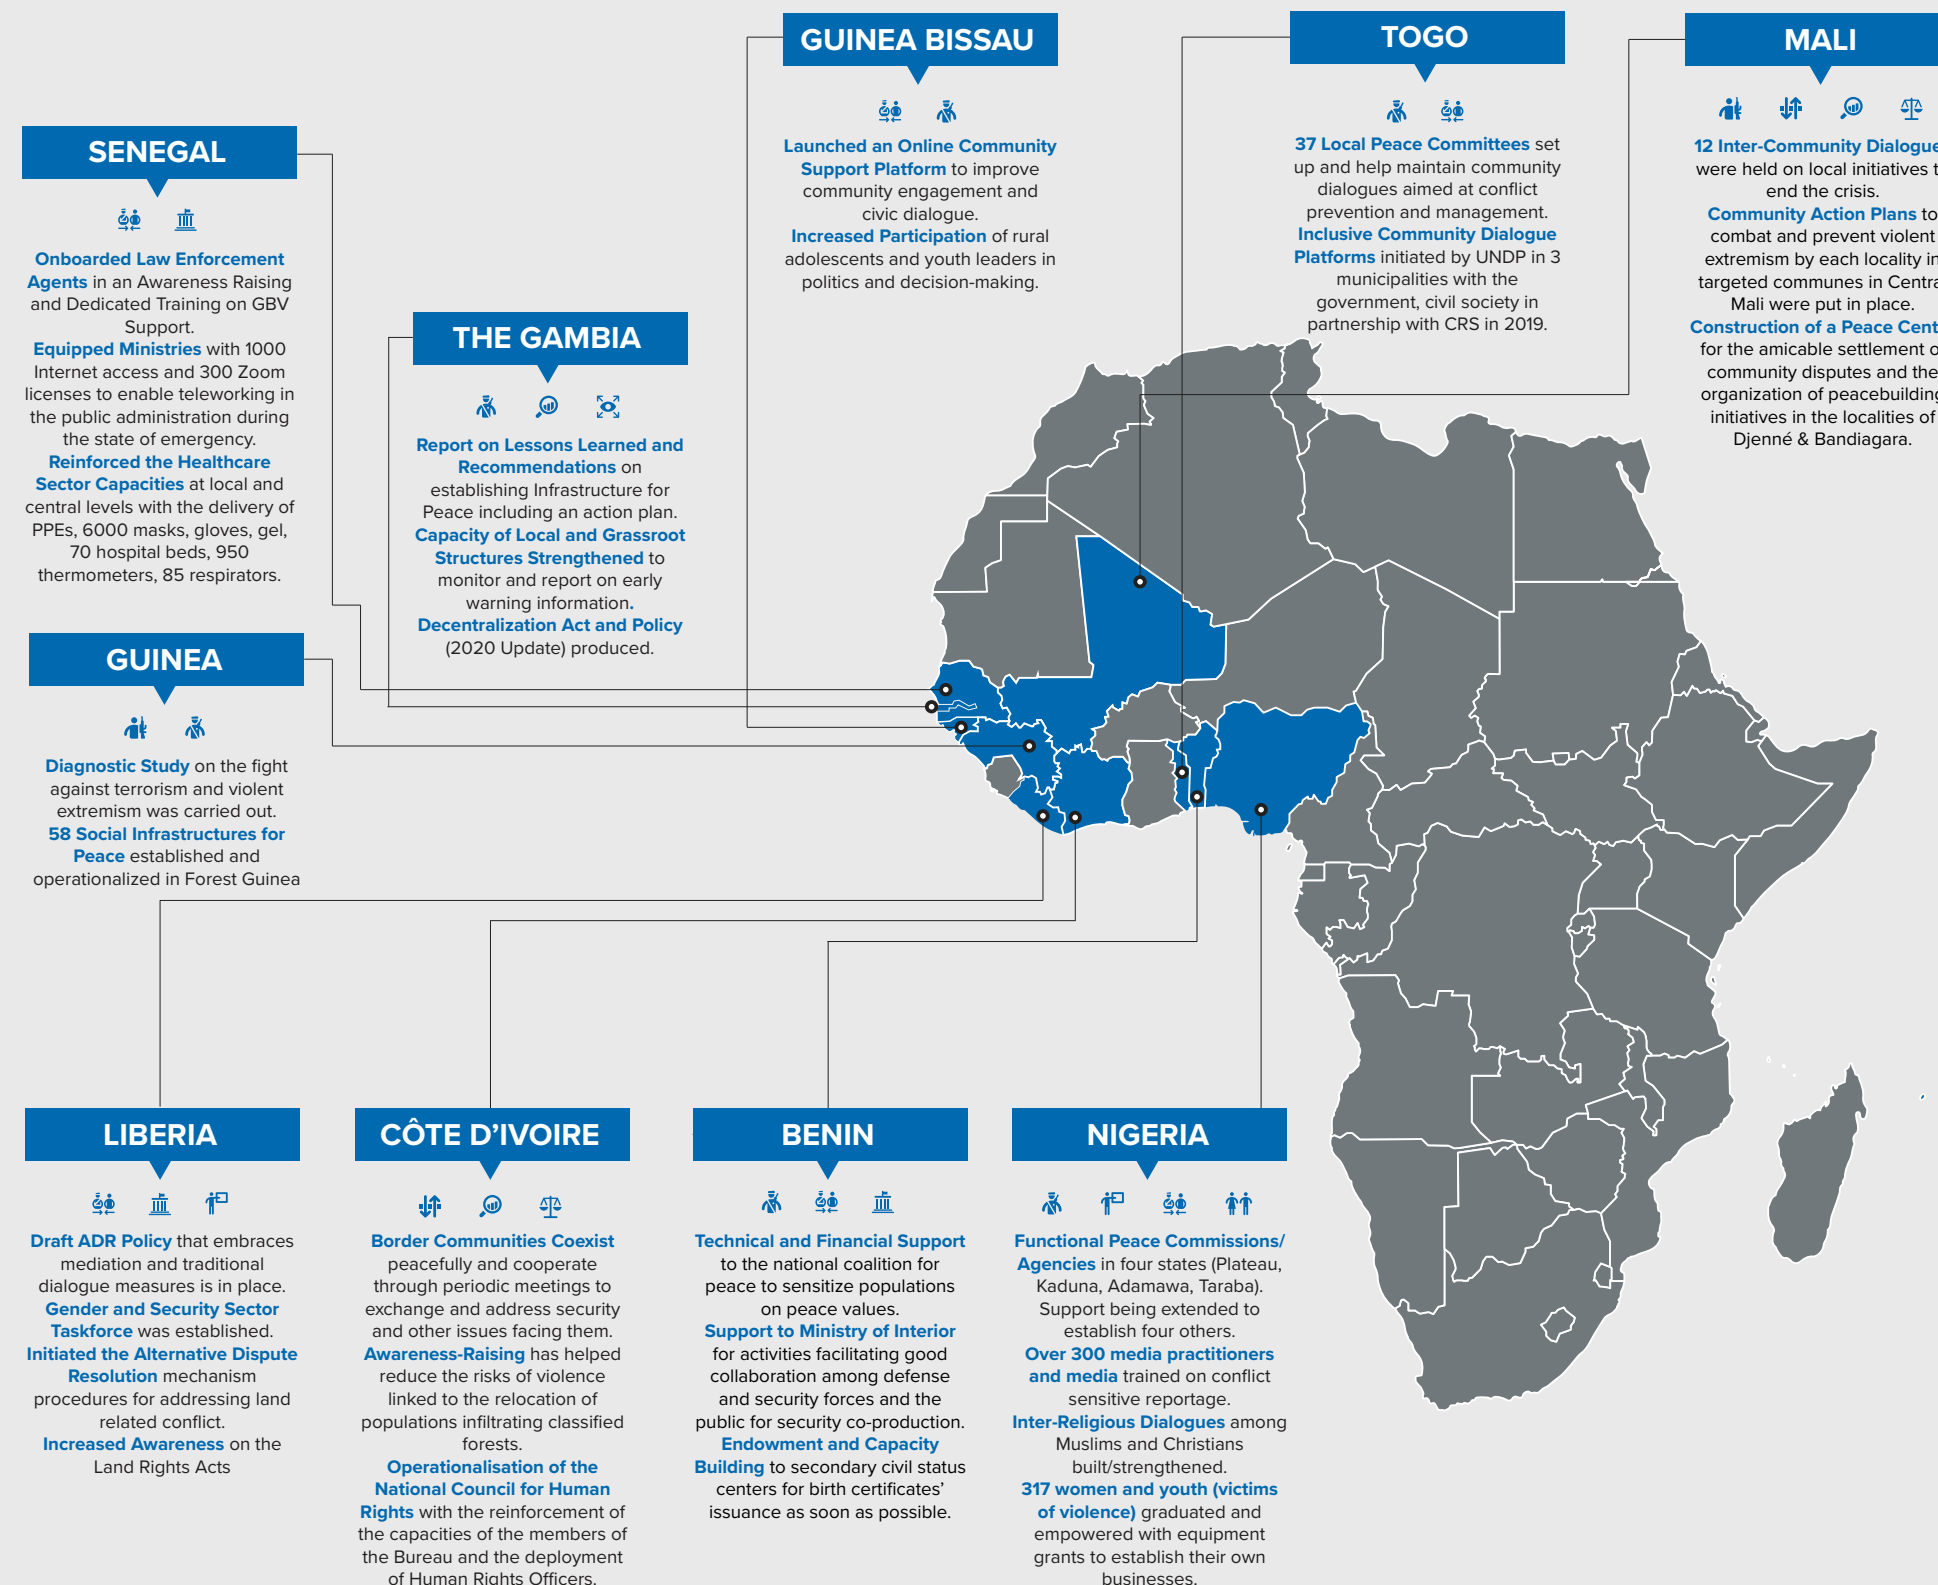 GUINEA BISSAU
Launched an Online Community
Support Platform to improve
community engagement and
civic dialogue.
Increased Participation of rural
adolescents and youth leaders in
politics and decision-making.
TOGO
37 Local Peace Committees set
up and help maintain community
dialogues aimed at conflict
prevention and management.
Inclusive Community Dialogue
Platforms initiated by UNDP in 3
municipalities with the
government, civil society in
partnership with CRS in 2019.
MALI
12 Inter-Community Dialogue
were held on local initiatives t
end the crisis.
Community Action Plans to
combat and prevent violent
extremism by each locality in
targeted communes in Centra
Mali were put in place.
Construction of a Peace Cent
for the amicable settlement o
community disputes and the
organization of peacebuilding
initiatives in the localities of
Djenné & Bandiagara.
SENEGAL
Onboarded Law Enforcement
Agents in an Awareness Raising
and Dedicated Training on GBV
Support.
Equipped Ministries with 1000
Internet access and 300 Zoom
licenses to enable teleworking in
the public administration during
the state of emergency.
Reinforced the Healthcare
Sector Capacities at local and
central levels with the delivery of
PPEs, 6000 masks, gloves, gel,
70 hospital beds, 950
thermometers, 85 respirators.
THE GAMBIA
Report on Lessons Learned and
Recommendations on
establishing Infrastructure for
Peace including an action plan.
Capacity of Local and Grassroot
Structures Strengthened to
monitor and report on early
warning information.
Decentralization Act and Policy
(2020 Update) produced.
GUINEA
Diagnostic Study on the fight
against terrorism and violent
extremism was carried out.
58 Social Infrastructures for
Peace established and
operationalized in Forest Guinea
LIBERIA
Draft ADR Policy that embraces
mediation and traditional
dialogue measures is in place.
Gender and Security Sector
Taskforce was established.
Initiated the Alternative Dispute
Resolution mechanism
procedures for addressing land
related conflict.
Increased Awareness on the
Land Rights Acts
CÔTE D'IVOIRE
Border Communities Coexist
peacefully and cooperate
through periodic meetings to
exchange and address security
and other issues facing them.
Awareness-Raising has helped
reduce the risks of violence
linked to the relocation of
populations infiltrating classified
forests.
Operationalisation of the
National Council for Human
Rights with the reinforcement of
the capacities of the members of
the Bureau and the deployment
of Human Rights Officers.
BENIN
Technical and Financial Support
to the national coalition for
peace to sensitize populations
on peace values.
Support to Ministry of Interior
for activities facilitating good
collaboration among defense
and security forces and the
public for security co-production.
Endowment and Capacity
Building to secondary civil status
centers for birth certificates'
issuance as soon as possible.
NIGERIA
Functional Peace Commissions/
Agencies in four states (Plateau,
Kaduna, Adamawa, Taraba).
Support being extended to
establish four others.
Over 300 media practitioners
and media trained on conflict
sensitive reportage.
Inter-Religious Dialogues among
Muslims and Christians
built/strengthened.
317 women and youth (victims
of violence) graduated and
empowered with equipment
grants to establish their own
businesses.